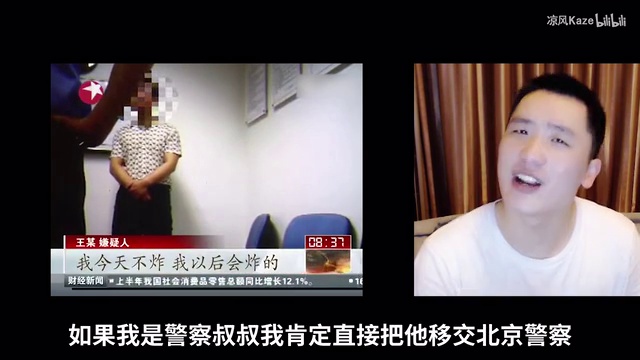 凉风Kaze bilibili
王某 嫌疑人
08:37
我今天不炸 我以后会炸的
财经新闻 上半年我国社会消费品零售总额同比增长12.1%。 16
如果我是警察叔叔我肯定直接把他移交北京警察